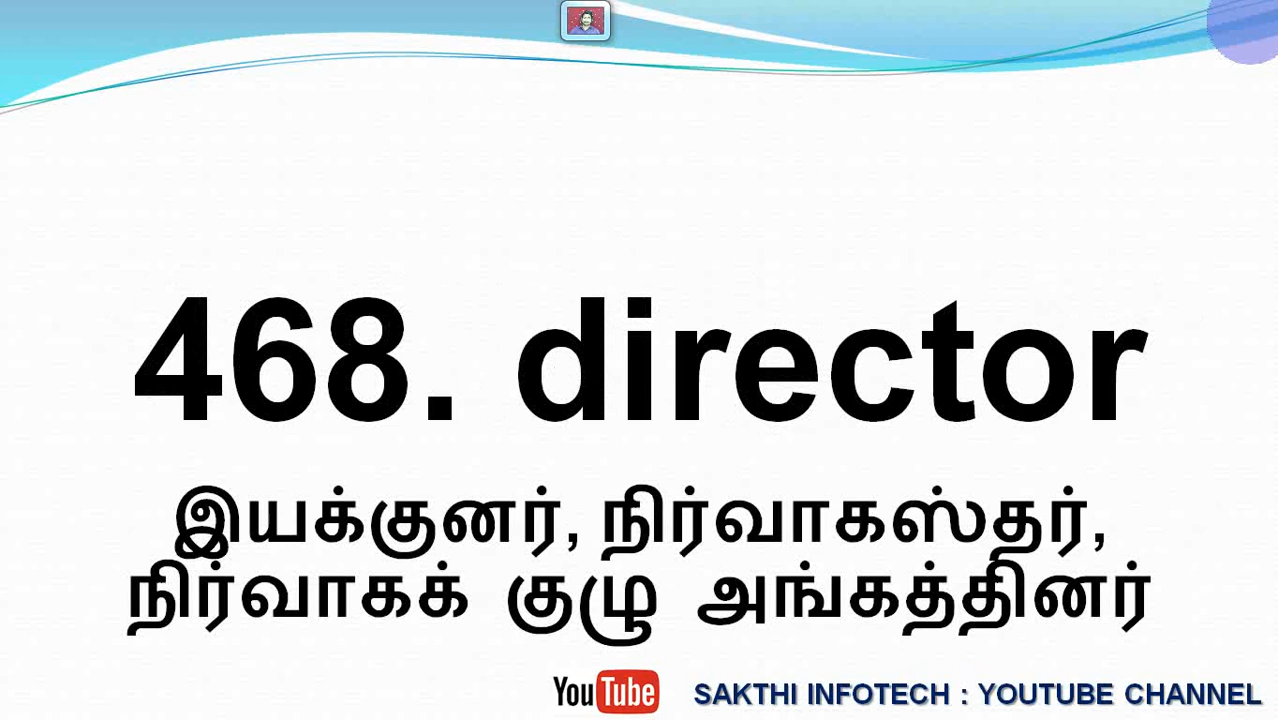 468. director
இயக்குனர், நிர்வாகஸ்தர்,
நிர்வாகக் குழு அங்கத்தினர்
YouTube SAKTHI INFOTECH : YOUTUBE CHANNEL